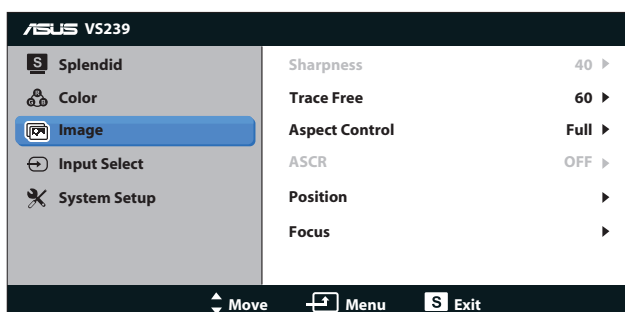 ASUS VS239
S Splendid
Color
Image
Input Select
System Setup
Sharpness 40
Trace Free 60
Aspect Control Full
ASCR OFF
Position
Focus
Move Menu S Exit